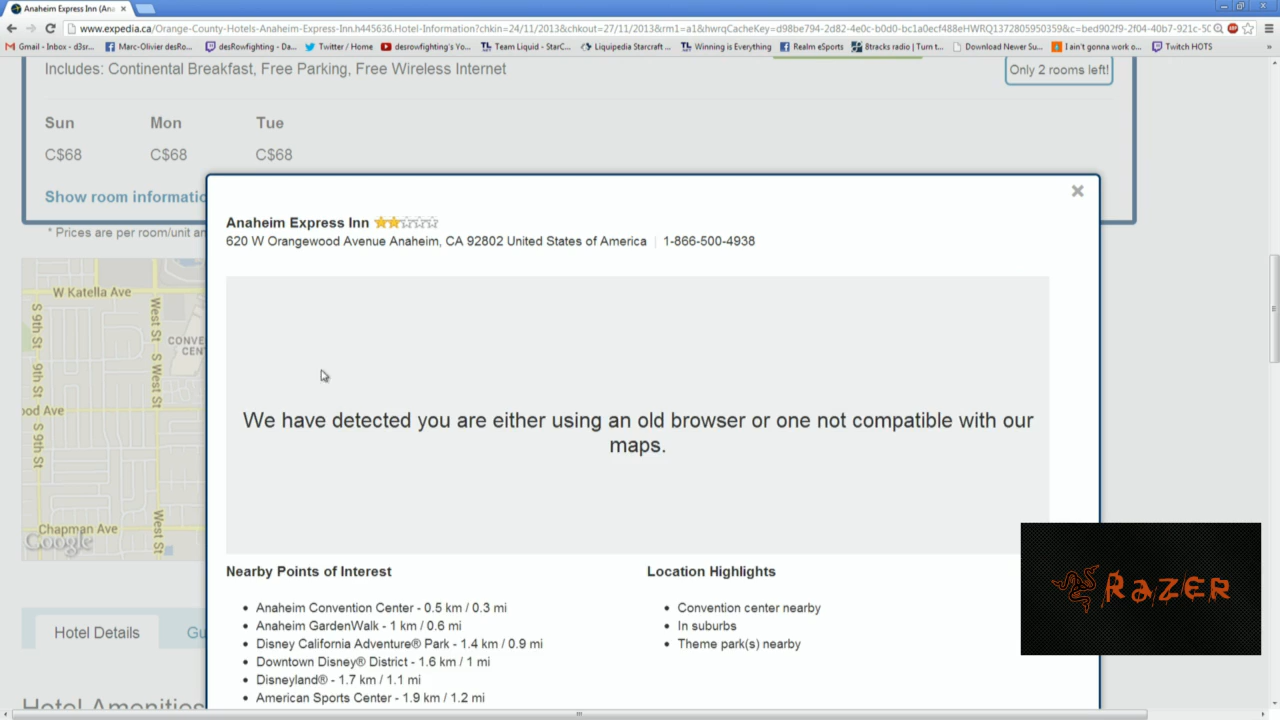 Anaheim Express Inn (Ana
www.expedia.ca/Orange-County-Hotels-Anaheim-Express-Inn.h445636.Hotel-Information?chkin=24/11/2013&chkout=27/11/2013&rm1=a1&hwrqCacheKey=d98be794-2d82-4e0c-b0d0-bc1a0ecf488eHWRQ1372805950359&c=bed902f9-2f04-40b7-921c-50
Gmail - Inbox - d3sr...
Marc-Olivier desRo...
desRowfighting - Da...
Twitter / Home
desrowfighting's Yo...
Team Liquid - StarC...
Liquipedia Starcraft ...
Winning is Everything
Realm eSports
8tracks radio | Turn t...
Download Newer Su...
I ain't gonna work o...
Twitch HOTS
Includes: Continental Breakfast, Free Parking, Free Wireless Internet
Only 2 rooms left!
Sun Mon Tue
C$68 C$68 C$68
Show room informatio
* Prices are per room/unit an
Anaheim Express Inn
620 W Orangewood Avenue Anaheim, CA 92802 United States of America | 1-866-500-4938
W Katella Ave
S 9th St
9th St
S 9th St
West St
S West St
West St
CONVE
CEN
ood Ave
Chapman Ave
Google
We have detected you are either using an old browser or one not compatible with our
maps.
RAZER
Nearby Points of Interest
Anaheim Convention Center - 0.5 km / 0.3 mi
Anaheim GardenWalk - 1 km / 0.6 mi
Disney California Adventure® Park - 1.4 km / 0.9 mi
Downtown Disney® District - 1.6 km / 1 mi
Disneyland® - 1.7 km / 1.1 mi
American Sports Center - 1.9 km / 1.2 mi
Location Highlights
Convention center nearby
In suburbs
Theme park(s) nearby
Hotel Details
Gu
Hotel Amenities